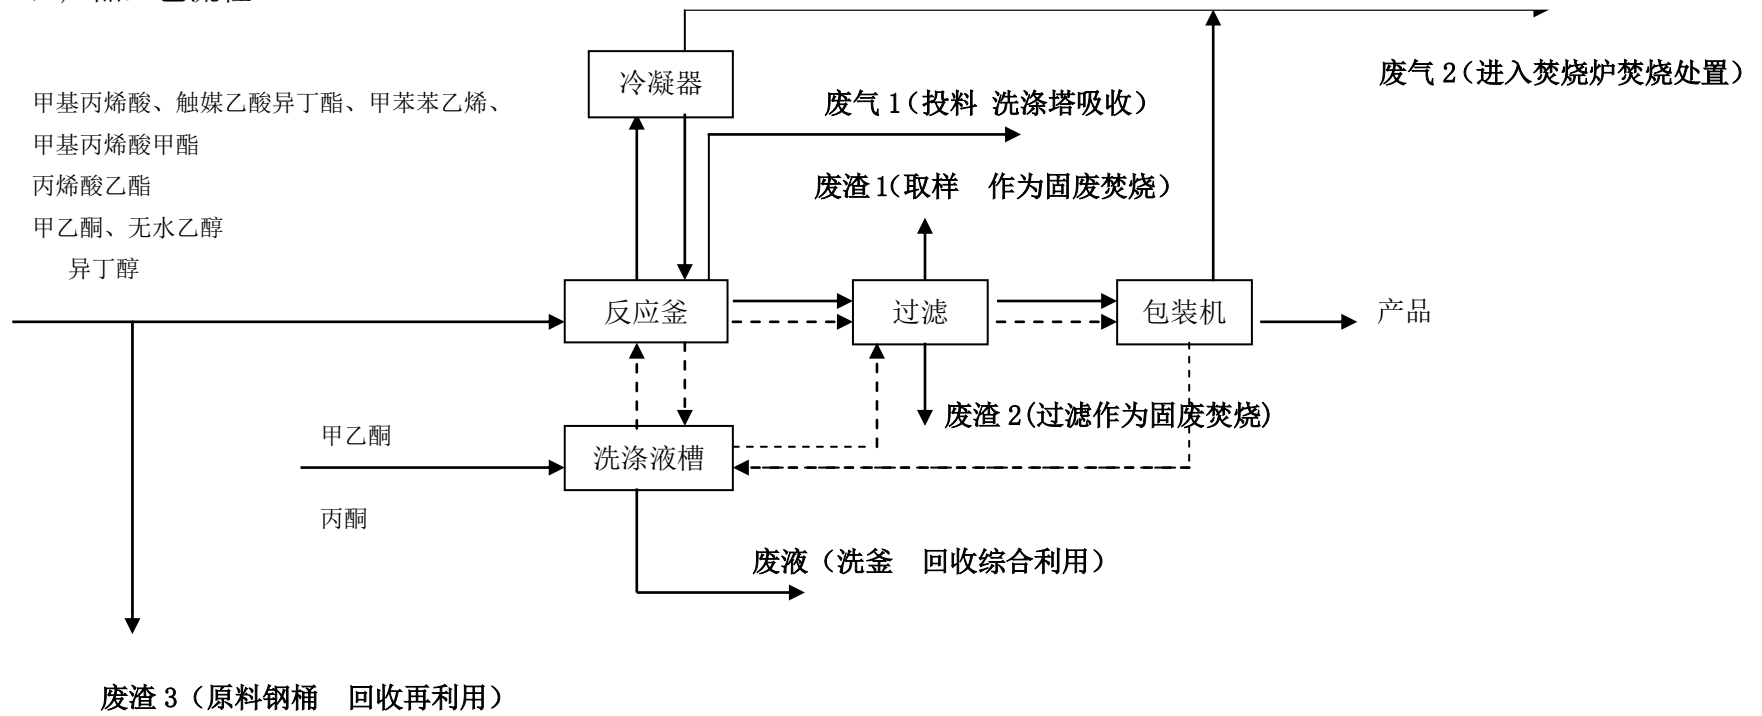 冷凝器
废气 2(进入焚烧炉焚烧处置)
甲基丙烯酸、触媒乙酸异丁酯、甲苯苯乙烯、
废气 1(投料 洗涤塔吸收)
甲基丙烯酸甲酯
丙烯酸乙酯
废渣 1(取样 作为固废焚烧)
甲乙酮、无水乙醇
异丁醇
反应釜
过滤
包装机
产品
废渣 2(过滤作为固废焚烧)
甲乙酮
洗涤液槽
丙酮
废液（洗釜 回收综合利用）
废渣 3（原料钢桶 回收再利用）